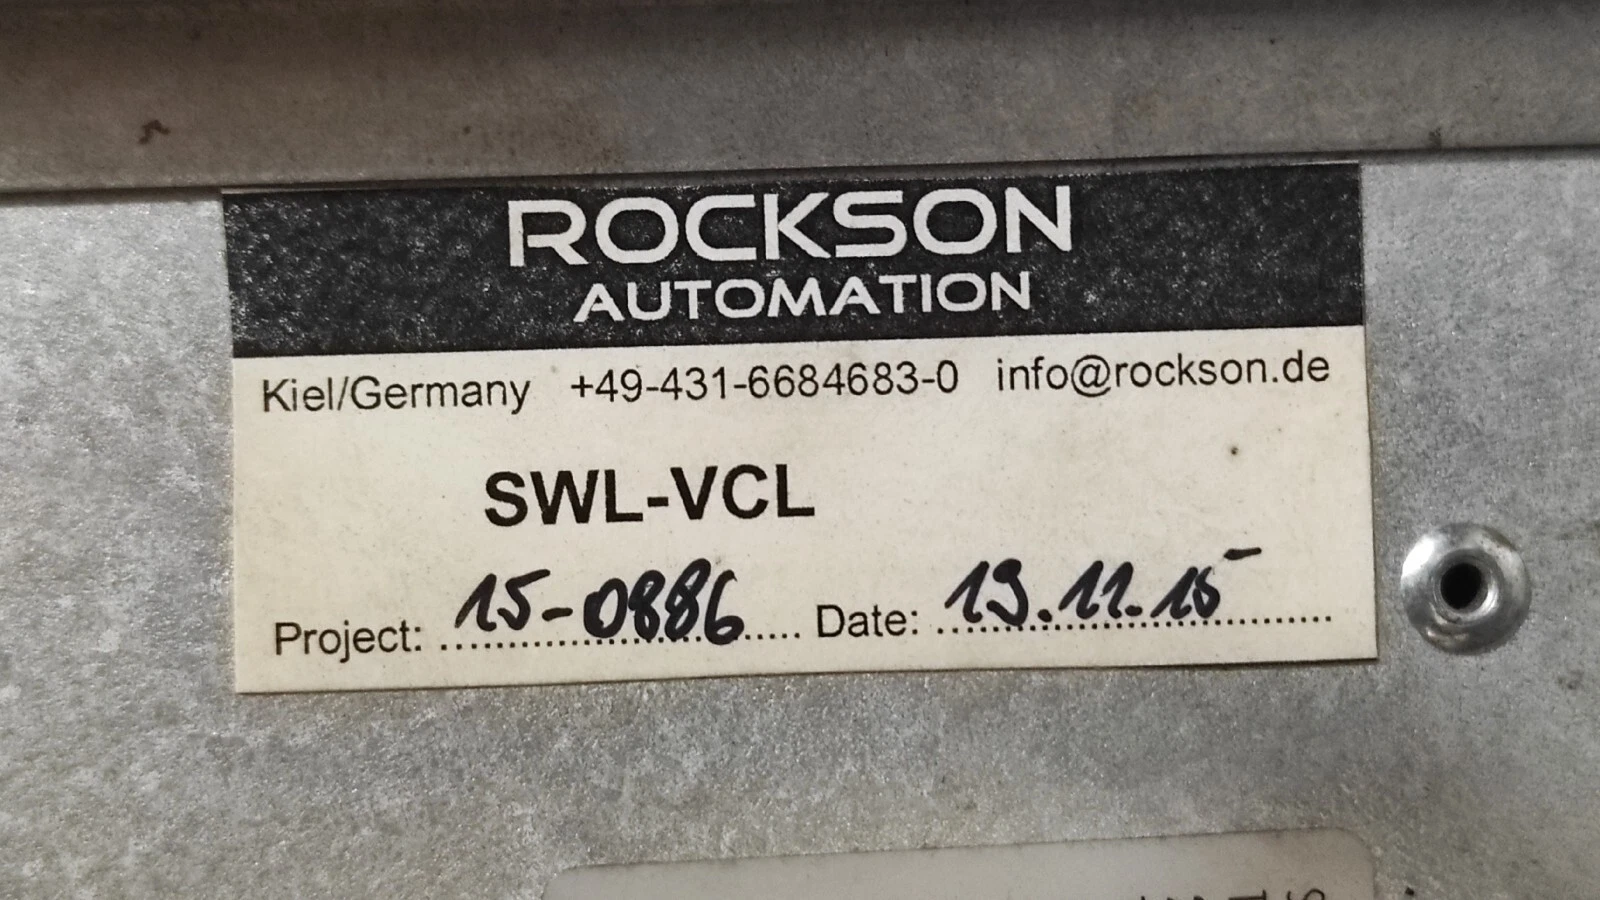 ROCKSON
AUTOMATION
Kiel/Germany +49-431-6684683-0 info@rockson.de
SWL-VCL
Project: 15-0886 Date: 19.11.15